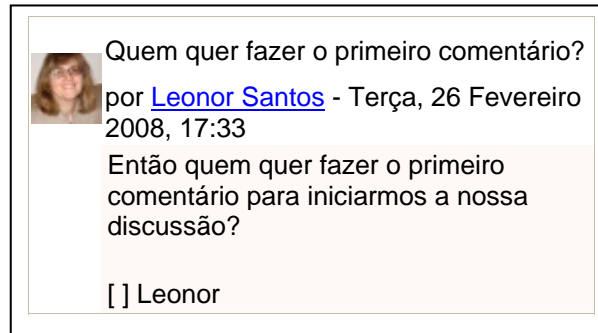 Quem quer fazer o primeiro comentário?
por Leonor Santos - Terça, 26 Fevereiro
2008, 17:33
Então quem quer fazer o primeiro
comentário para iniciarmos a nossa
discussão?
[ ] Leonor